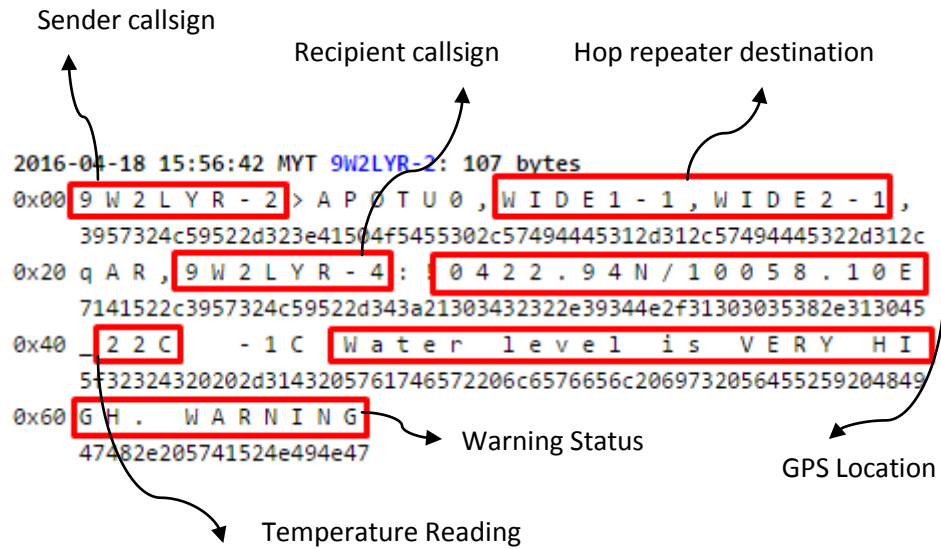 Sender callsign
Recipient callsign
Hop repeater destination
2016-04-18 15:56:42 MYT 9W2LYR-2: 107 bytes
0x00 9 W 2 L Y R - 2 > A P O T U 0 , W I D E 1 - 1 , W I D E 2 - 1 ,
3957324c59522d323e41504f5455302c57494445312d312c57494445322d312c
0x20 q A R , 9 W 2 L Y R - 4 : ! 0 4 2 2 . 9 4 N / 1 0 0 5 8 . 1 0 E
7141522c3957324c59522d343a21303432322e39344e2f31303035382e313045
0x40 _ 2 2 C - 1 C W a t e r l e v e l i s V E R Y H I
5f32324320202d3143205761746572206c6576656c206973205645525920484​9
0x60 G H . W A R N I N G
47482e205741524e494e47
Warning Status
GPS Location
Temperature Reading